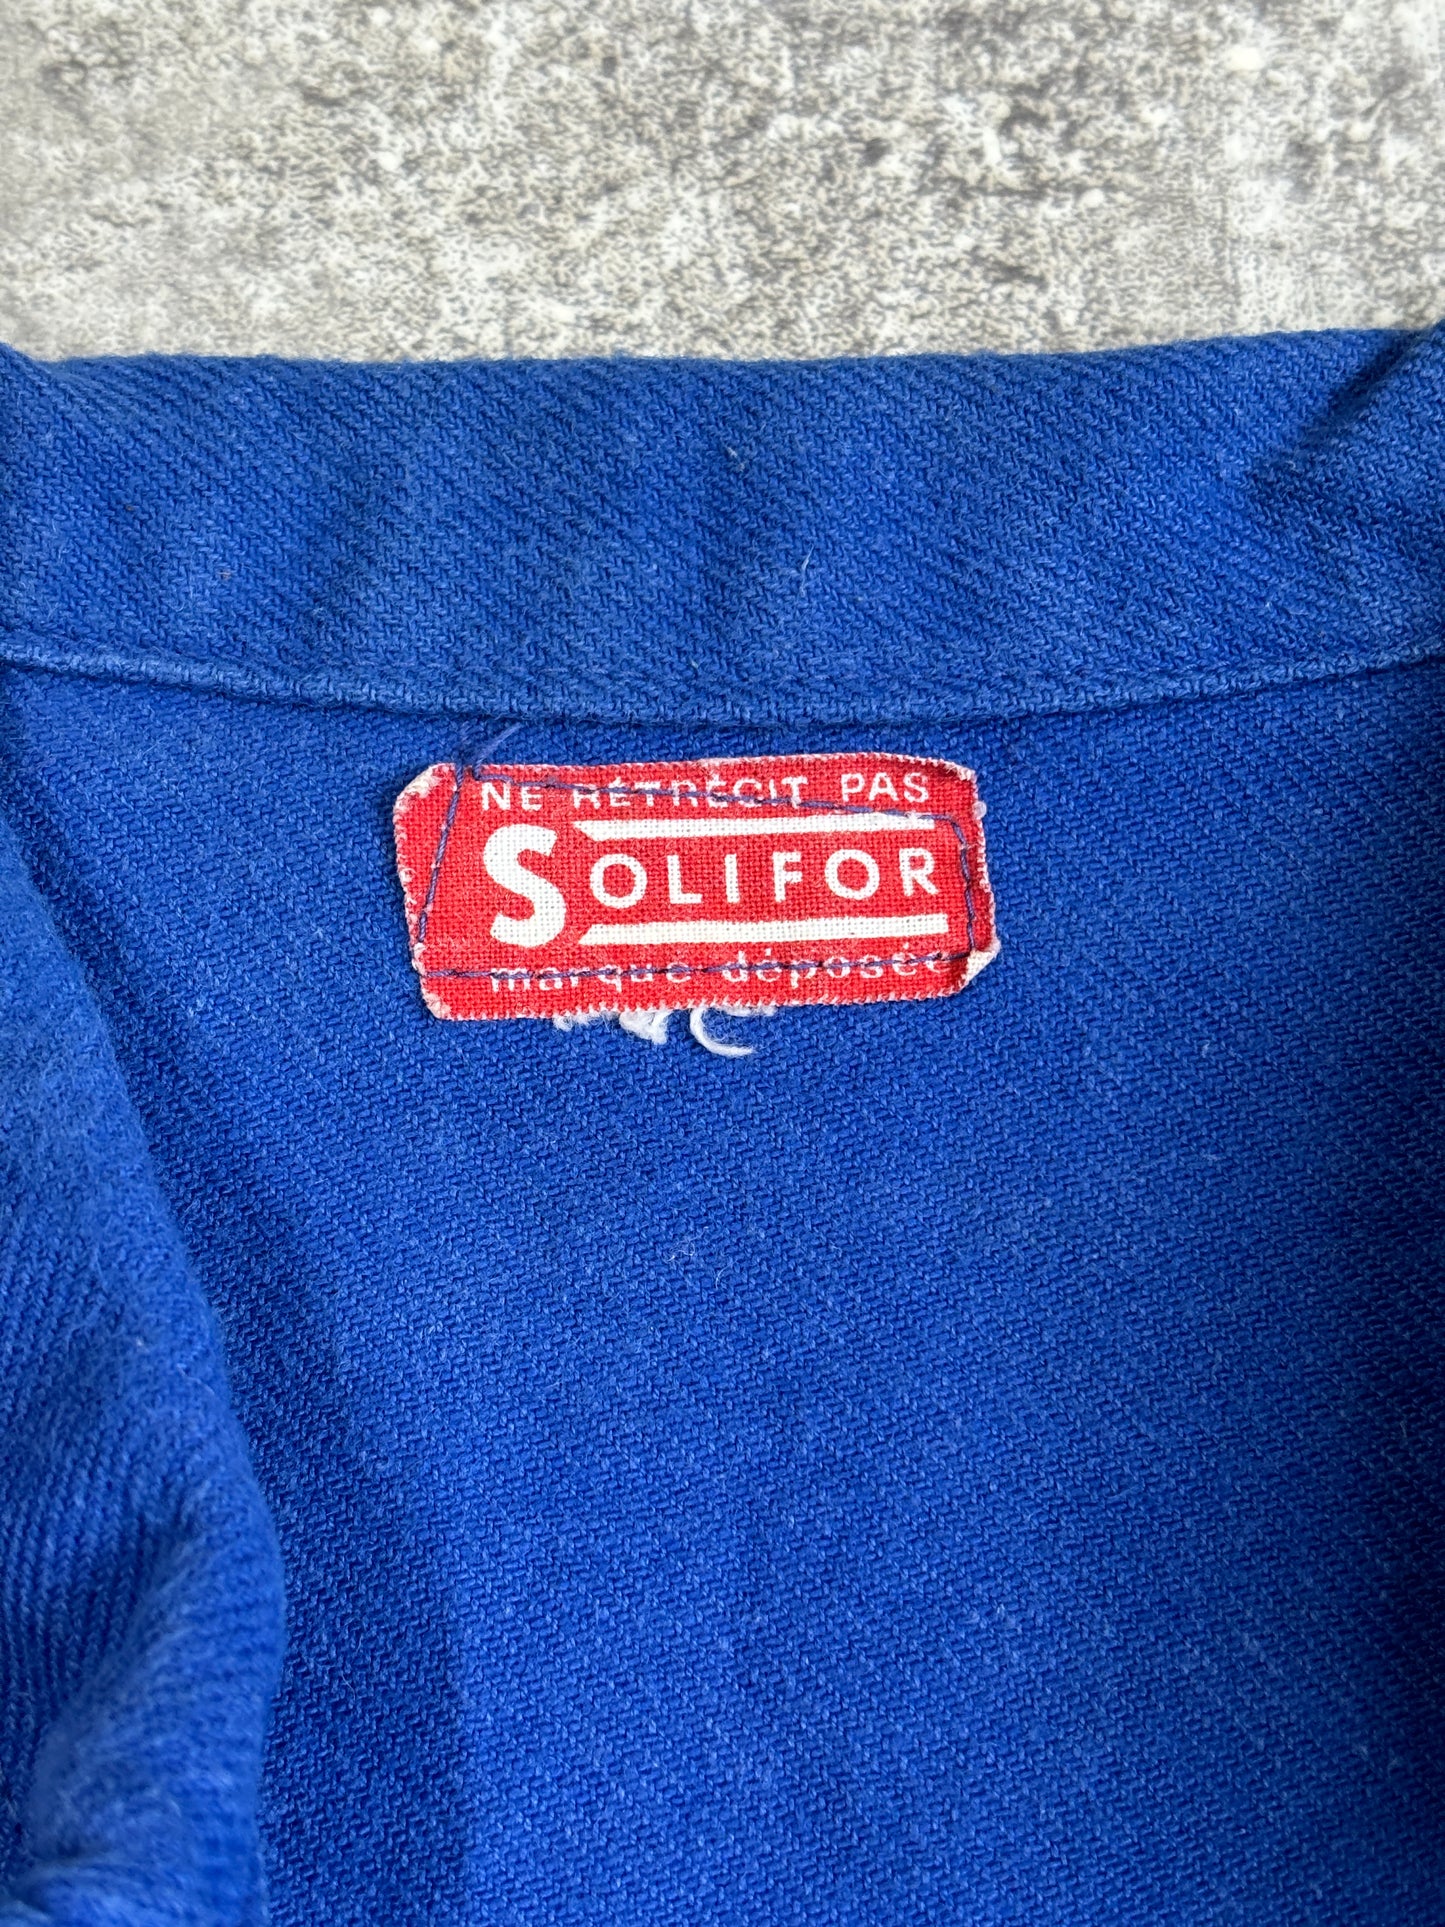 NE RÉTRÉCIT PAS
SOLIFOR
marque déposée